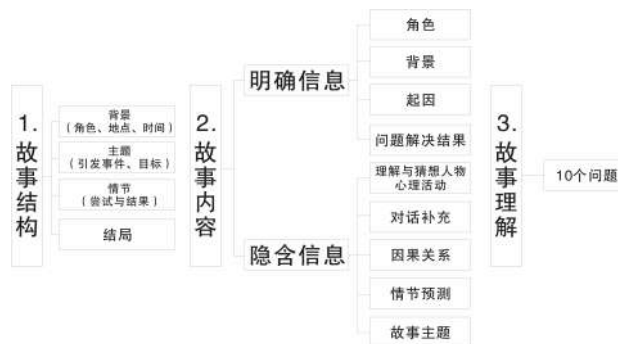 1.故事结构
背景
（角色、地点、时间）
主题
（引发事件、目标）
情节
（尝试与结果）
结局
2.故事内容
明确信息
角色
背景
起因
问题解决结果
隐含信息
理解与猜想人物
心理活动
对话补充
因果关系
情节预测
故事主题
3.故事理解
10个问题